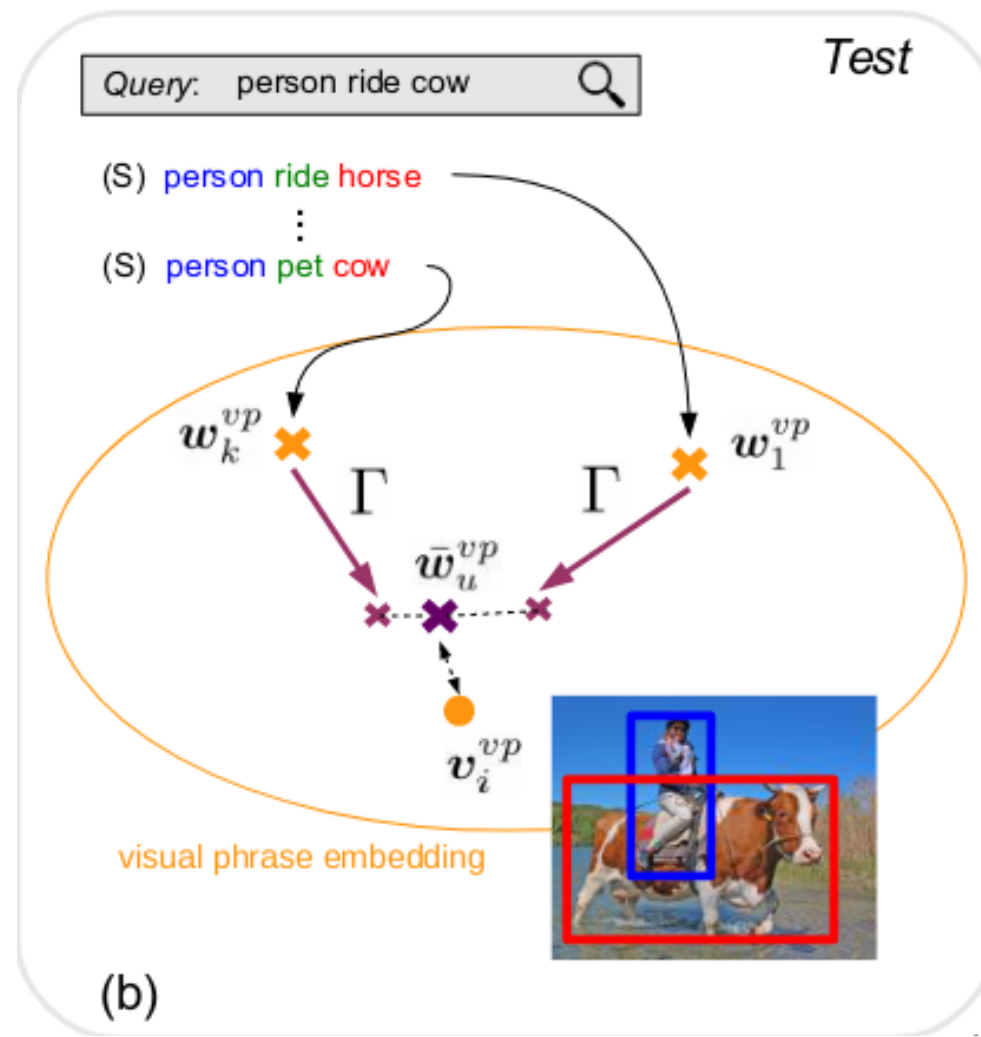 Test
Query: person ride cow
(S) person ride horse
⋮
(S) person pet cow
w_k^{vp}
w_1^{vp}
Γ Γ
w̄_u^{vp}
v_i^{vp}
visual phrase embedding
(b)